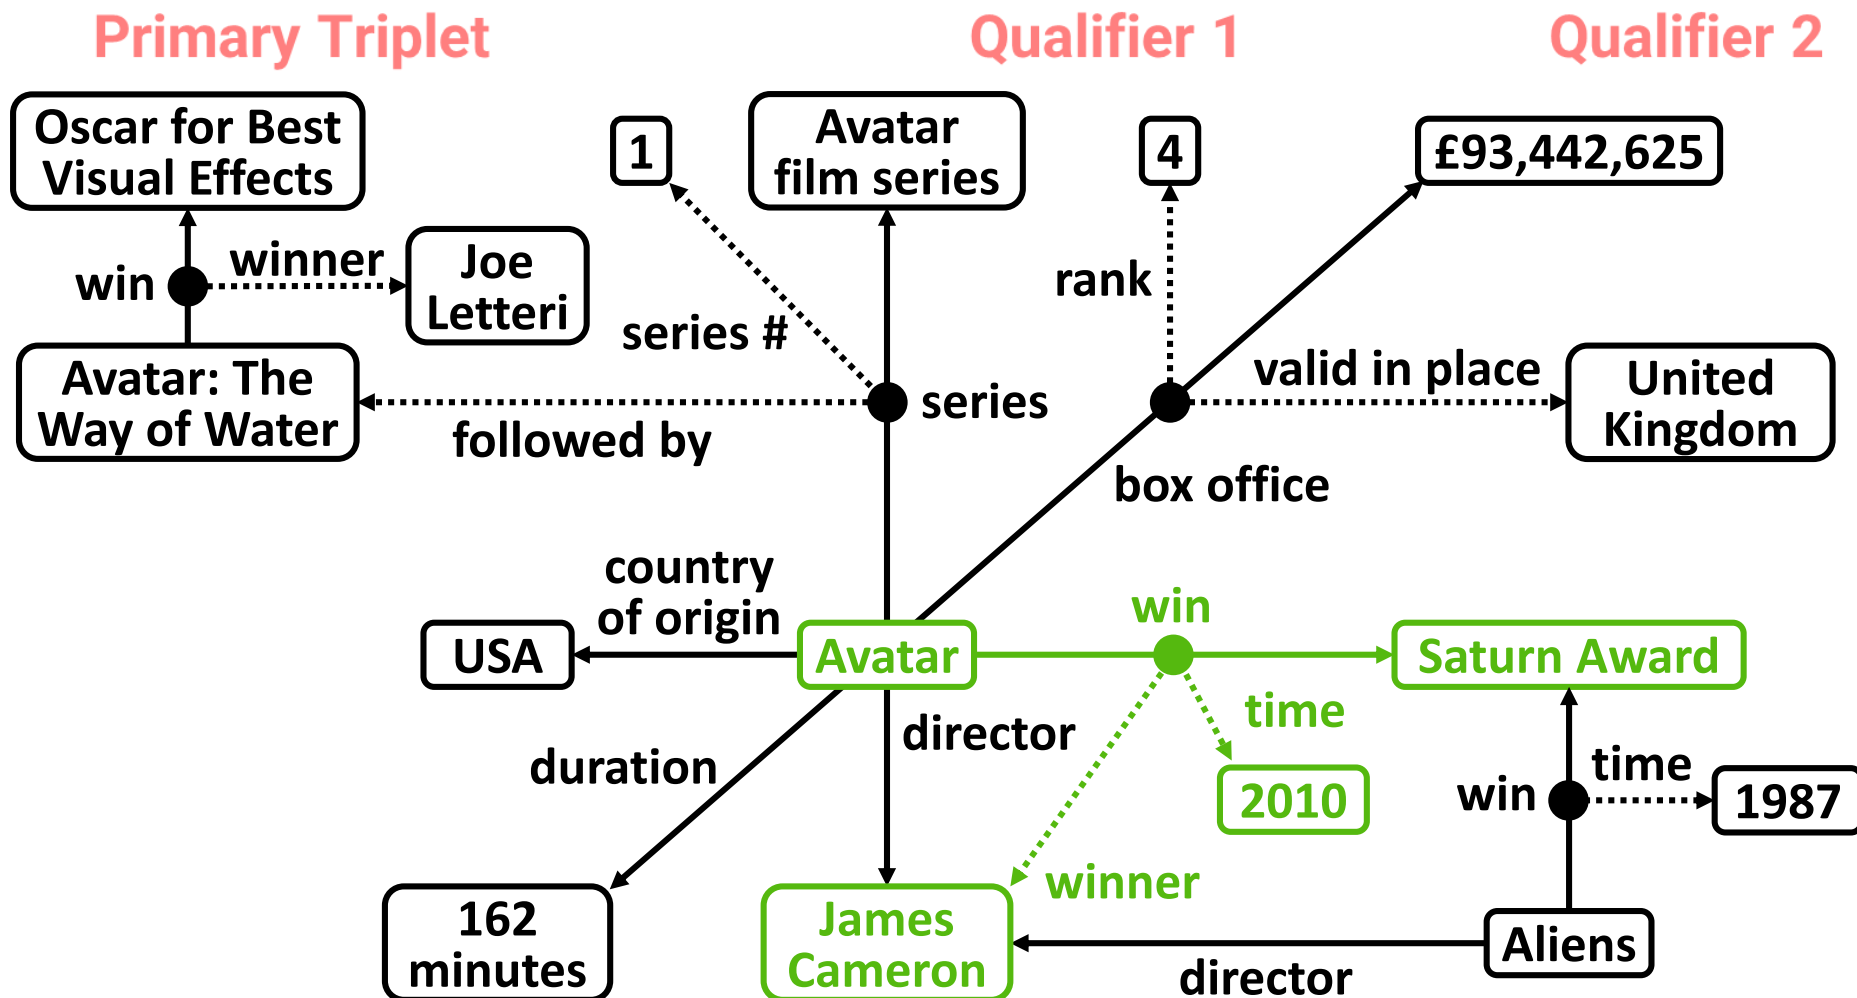 Primary Triplet
Qualifier 1
Qualifier 2
Oscar for Best
Visual Effects
1
Avatar
film series
4
£93,442,625
win
winner
Joe
Letteri
series #
rank
Avatar: The
Way of Water
followed by
series
valid in place
United
Kingdom
box office
country
of origin
win
USA
Avatar
Saturn Award
duration
director
time
2010
win
time
1987
winner
162
minutes
James
Cameron
director
Aliens